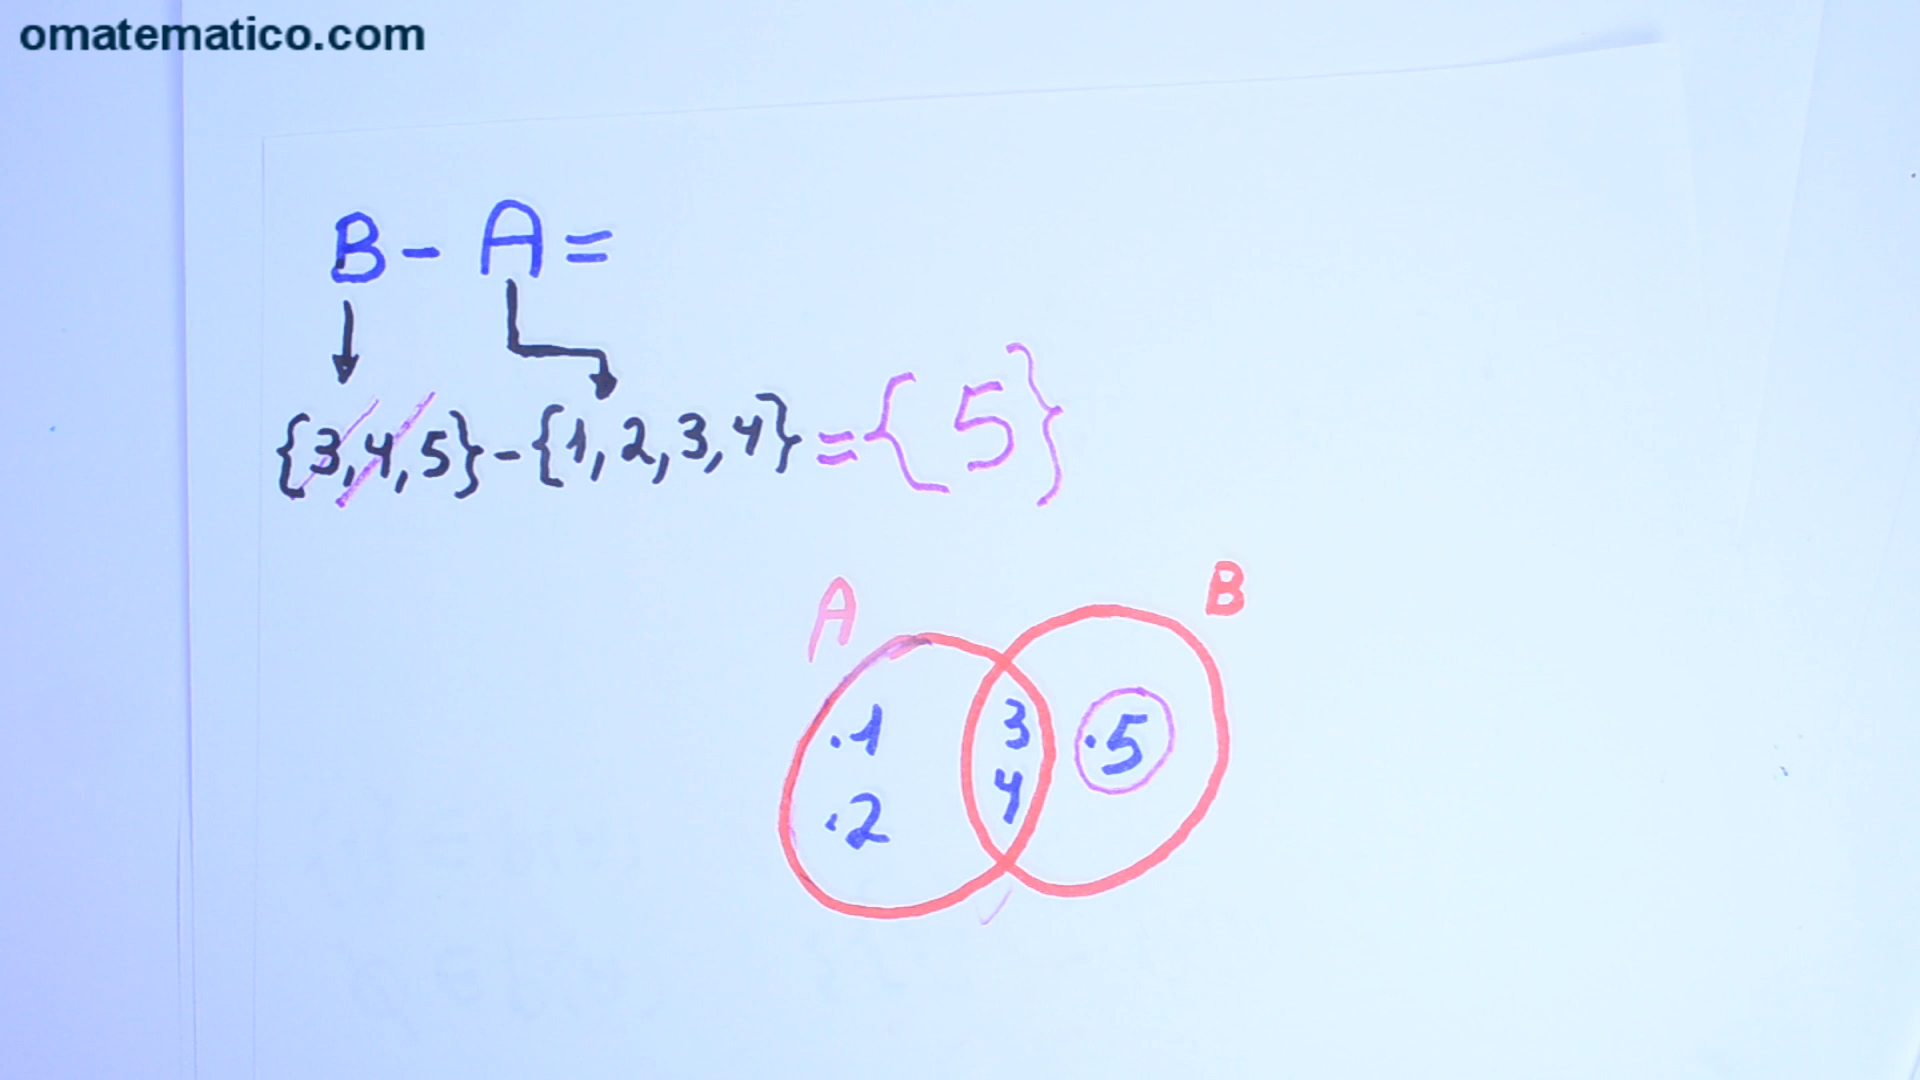 omatematico.com
B - A =
{3,4,5}-{1,2,3,4}={5}
A
B
.1
3
.5
.2
4